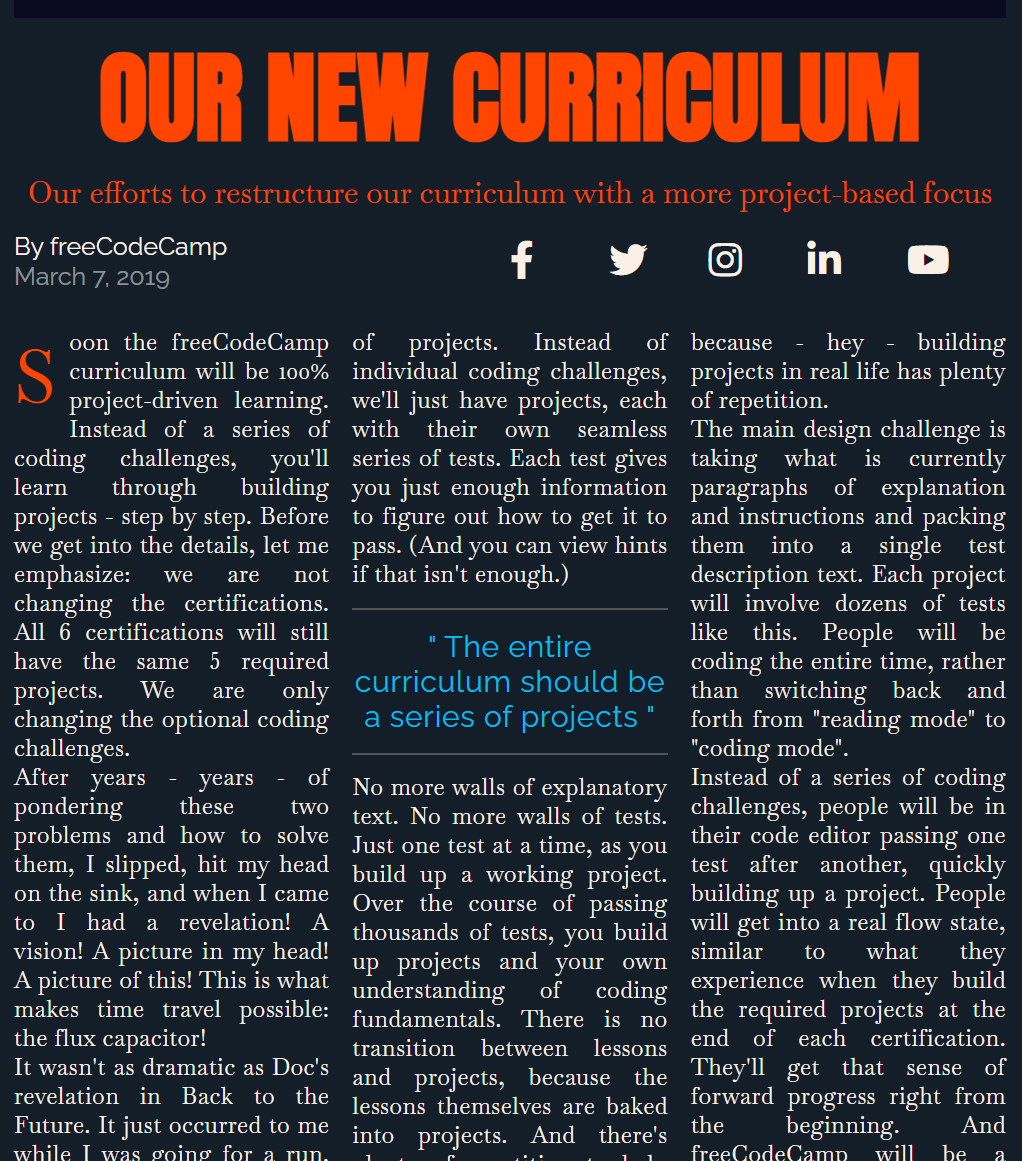 OUR NEW CURRICULUM
Our efforts to restructure our curriculum with a more project-based focus
By freeCodeCamp
March 7, 2019
Soon the freeCodeCamp
curriculum will be 100%
project-driven learning.
Instead of a series of
coding challenges, you'll
learn through building
projects - step by step. Before
we get into the details, let me
emphasize: we are not
changing the certifications.
All 6 certifications will still
have the same 5 required
projects. We are only
changing the optional coding
challenges.
After years - years - of
pondering these two
problems and how to solve
them, I slipped, hit my head
on the sink, and when I came
to I had a revelation! A
vision! A picture in my head!
A picture of this! This is what
makes time travel possible:
the flux capacitor!
It wasn't as dramatic as Doc's
revelation in Back to the
Future. It just occurred to me
while I was going for a run.
of projects. Instead of
individual coding challenges,
we'll just have projects, each
with their own seamless
series of tests. Each test gives
you just enough information
to figure out how to get it to
pass. (And you can view hints
if that isn't enough.)
" The entire
curriculum should be
a series of projects "
No more walls of explanatory
text. No more walls of tests.
Just one test at a time, as you
build up a working project.
Over the course of passing
thousands of tests, you build
up projects and your own
understanding of coding
fundamentals. There is no
transition between lessons
and projects, because the
lessons themselves are baked
into projects. And there's
because - hey - building
projects in real life has plenty
of repetition.
The main design challenge is
taking what is currently
paragraphs of explanation
and instructions and packing
them into a single test
description text. Each project
will involve dozens of tests
like this. People will be
coding the entire time, rather
than switching back and
forth from "reading mode" to
"coding mode".
Instead of a series of coding
challenges, people will be in
their code editor passing one
test after another, quickly
building up a project. People
will get into a real flow state,
similar to what they
experience when they build
the required projects at the
end of each certification.
They'll get that sense of
forward progress right from
the beginning. And
freeCodeCamp will be a